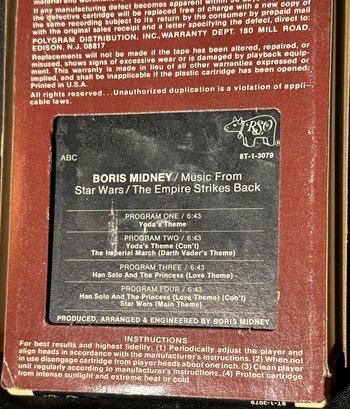 material and workmanship
if any manufacturing defect becomes apparent within 90
the defective cartridge will be replaced free of charge with a new copy of
the same recording subject to its return by the consumer by prepaid mail
with the original sales receipt and a letter specifying the defect, direct to:
POLYGRAM DISTRIBUTION, INC., WARRANTY DEPT. 180 MILL ROAD,
EDISON, N.J. 08817
Replacements will not be made if the tape has been altered, repaired, or
misused, shows signs of excessive wear or is damaged by playback equip-
ment. This warranty is made in lieu of all other warranties expressed or
implied, and shall be inapplicable if the plastic cartridge has been opened.
Printed in U.S.A.
All rights reserved...Unauthorized duplication is a violation of appli-
cable laws.
RSO
8T-1-3079
ABC
BORIS MIDNEY/Music From
Star Wars/The Empire Strikes Back
PROGRAM ONE / 6:43
Yoda's Theme
PROGRAM TWO / 6:43
Yoda's Theme (Con't)
The Imperial March (Darth Vader's Theme)
PROGRAM THREE / 6:43
Han Solo And The Princess (Love Theme)
PROGRAM FOUR / 6:43
Han Solo And The Princess (Love Theme) (Con't)
Star Wars (Main Theme)
PRODUCED, ARRANGED & ENGINEERED BY BORIS MIDNEY
INSTRUCTIONS
For best results and highest fidelity: (1) Periodically adjust the player and
align heads in accordance with the manufacturer's instructions. (2) When not
in use disengage cartridge from player heads about one inch. (3) Clean player
unit regularly according to manufacturer's instructions. (4) Protect cartridge
from intense sunlight and extreme heat or cold.
8T-1-3079